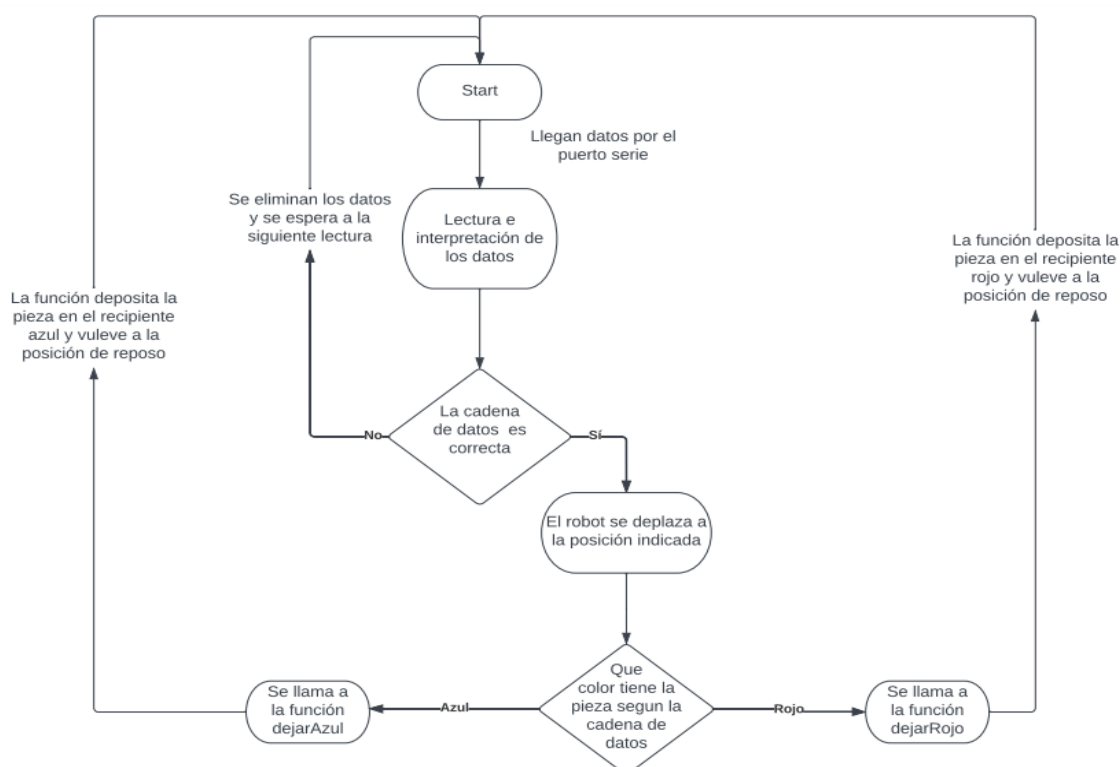 Start
Llegan datos por el
puerto serie
Se eliminan los datos
y se espera a la
siguiente lectura
Lectura e
interpretación de
los datos
La función deposita la
pieza en el recipiente
rojo y vuleve a la
posición de reposo
La función deposita la
pieza en el recipiente
azul y vuleve a la
posición de reposo
La cadena
de datos es
correcta
No
Sí
El robot se deplaza a
la posición indicada
Que
color tiene la
pieza segun la
cadena de
datos
Azul
Rojo
Se llama a
la función
dejarAzul
Se llama a
la función
dejarRojo